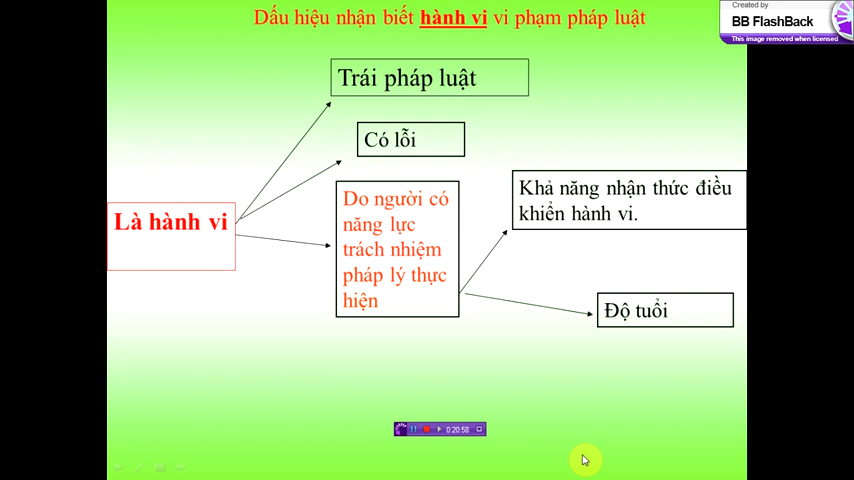 Dấu hiệu nhận biết hành vi vi phạm pháp luật
Created by
BB FlashBack
This image removed when licensed
Trái pháp luật
Có lỗi
Là hành vi
Do người có
năng lực
trách nhiệm
pháp lý thực
hiện
Khả năng nhận thức điều
khiển hành vi.
Độ tuổi
0:20:58